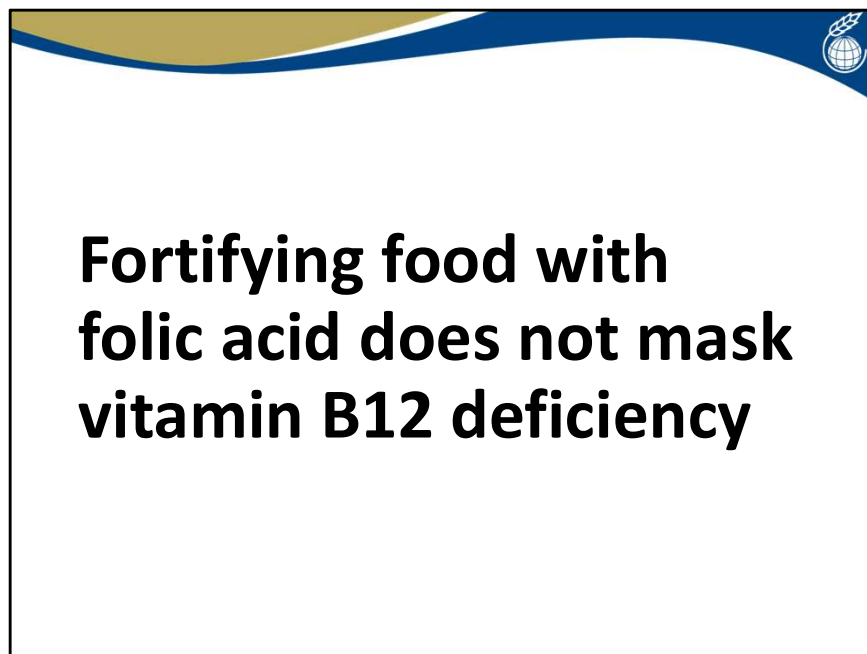 Fortifying food with
folic acid does not mask
vitamin B12 deficiency